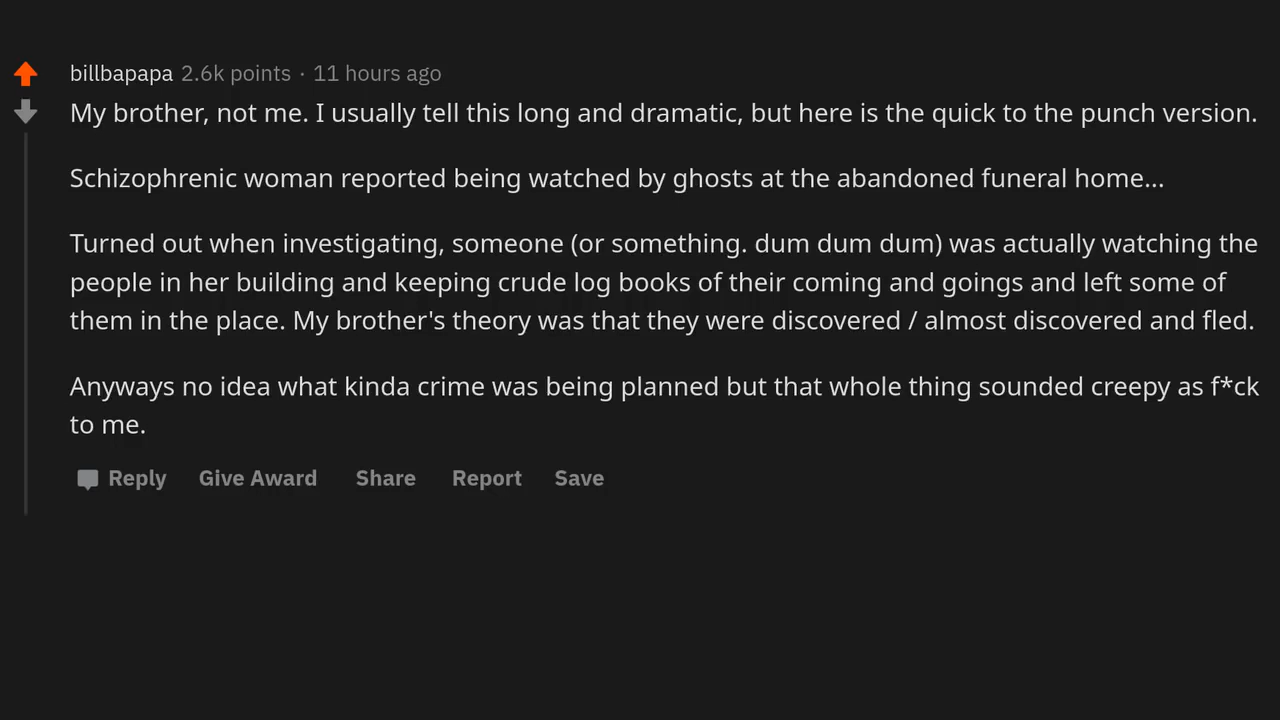 billbapapa 2.6k points · 11 hours ago
My brother, not me. I usually tell this long and dramatic, but here is the quick to the punch version.
Schizophrenic woman reported being watched by ghosts at the abandoned funeral home...
Turned out when investigating, someone (or something. dum dum dum) was actually watching the
people in her building and keeping crude log books of their coming and goings and left some of
them in the place. My brother's theory was that they were discovered / almost discovered and fled.
Anyways no idea what kinda crime was being planned but that whole thing sounded creepy as f*ck
to me.
Reply Give Award Share Report Save